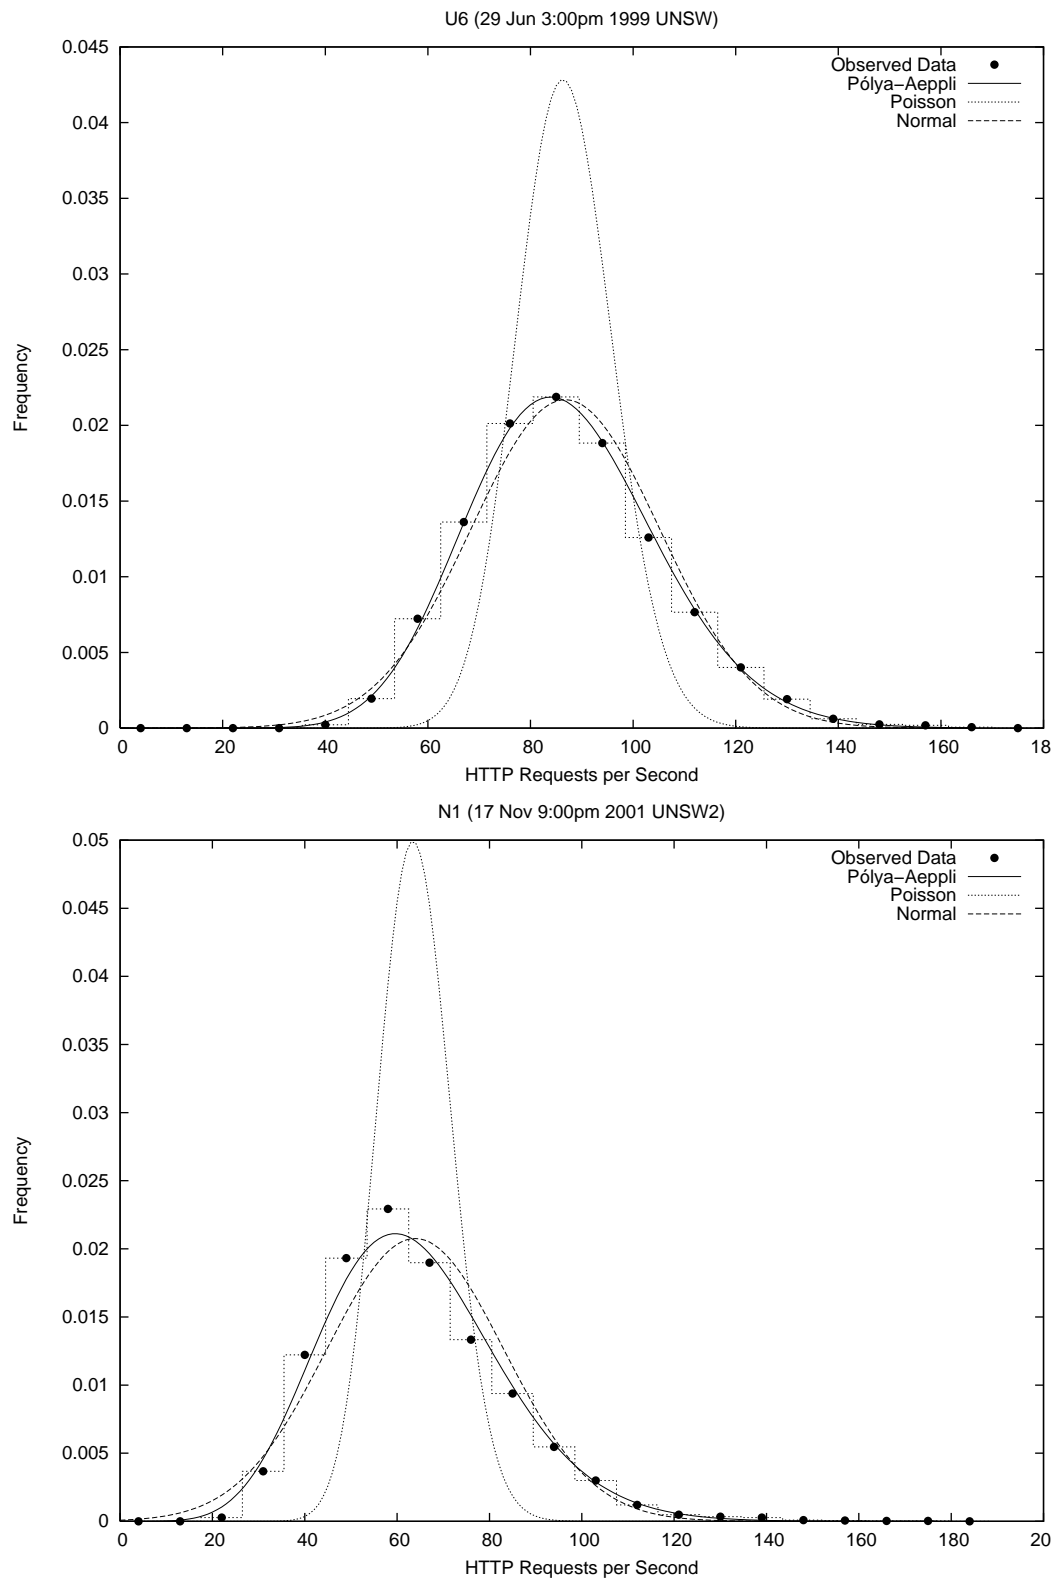 U6 (29 Jun 3:00pm 1999 UNSW)
0.045
0.04
0.035
0.03
0.025
0.02
0.015
0.01
0.005
0
Frequency
Observed Data
Pólya−Aeppli
Poisson
Normal
0 20 40 60 80 100 120 140 160 18
HTTP Requests per Second
N1 (17 Nov 9:00pm 2001 UNSW2)
0.05
0.045
0.04
0.035
0.03
0.025
0.02
0.015
0.01
0.005
0
Frequency
Observed Data
Pólya−Aeppli
Poisson
Normal
0 20 40 60 80 100 120 140 160 180 20
HTTP Requests per Second